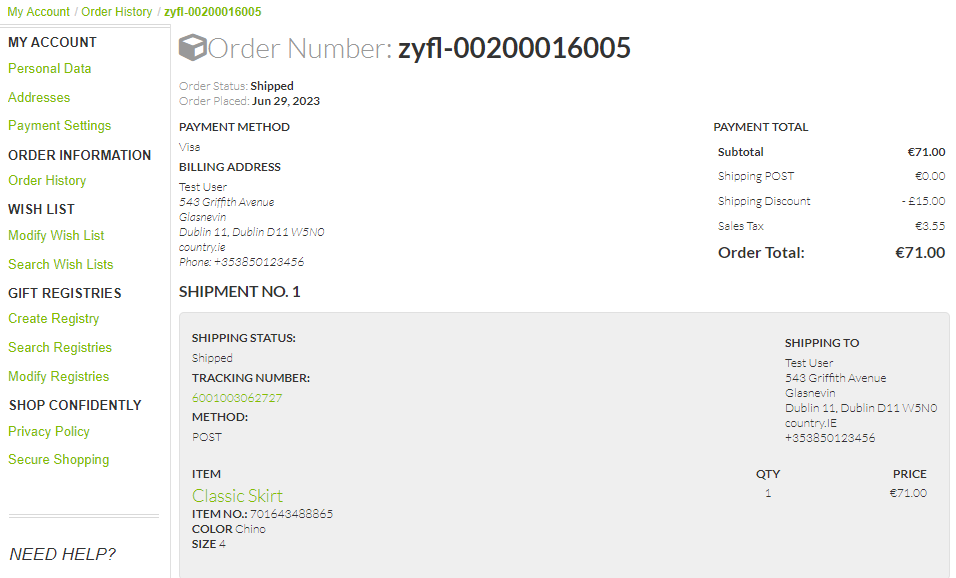 My Account / Order History / zyfl-00200016005
MY ACCOUNT
Personal Data
Addresses
Payment Settings
ORDER INFORMATION
Order History
WISH LIST
Modify Wish List
Search Wish Lists
GIFT REGISTRIES
Create Registry
Search Registries
Modify Registries
SHOP CONFIDENTLY
Privacy Policy
Secure Shopping
NEED HELP?
Order Number: zyfl-00200016005
Order Status: Shipped
Order Placed: Jun 29, 2023
PAYMENT METHOD
Visa
BILLING ADDRESS
Test User
543 Griffith Avenue
Glasnevin
Dublin 11, Dublin D11 W5N0
country.ie
Phone: +353850123456
PAYMENT TOTAL
Subtotal €71.00
Shipping POST €0.00
Shipping Discount - £15.00
Sales Tax €3.55
Order Total: €71.00
SHIPMENT NO. 1
SHIPPING STATUS:
Shipped
TRACKING NUMBER:
6001003062727
METHOD:
POST
SHIPPING TO
Test User
543 Griffith Avenue
Glasnevin
Dublin 11, Dublin D11 W5N0
country.IE
+353850123456
ITEM QTY PRICE
Classic Skirt 1 €71.00
ITEM NO.: 701643488865
COLOR Chino
SIZE 4